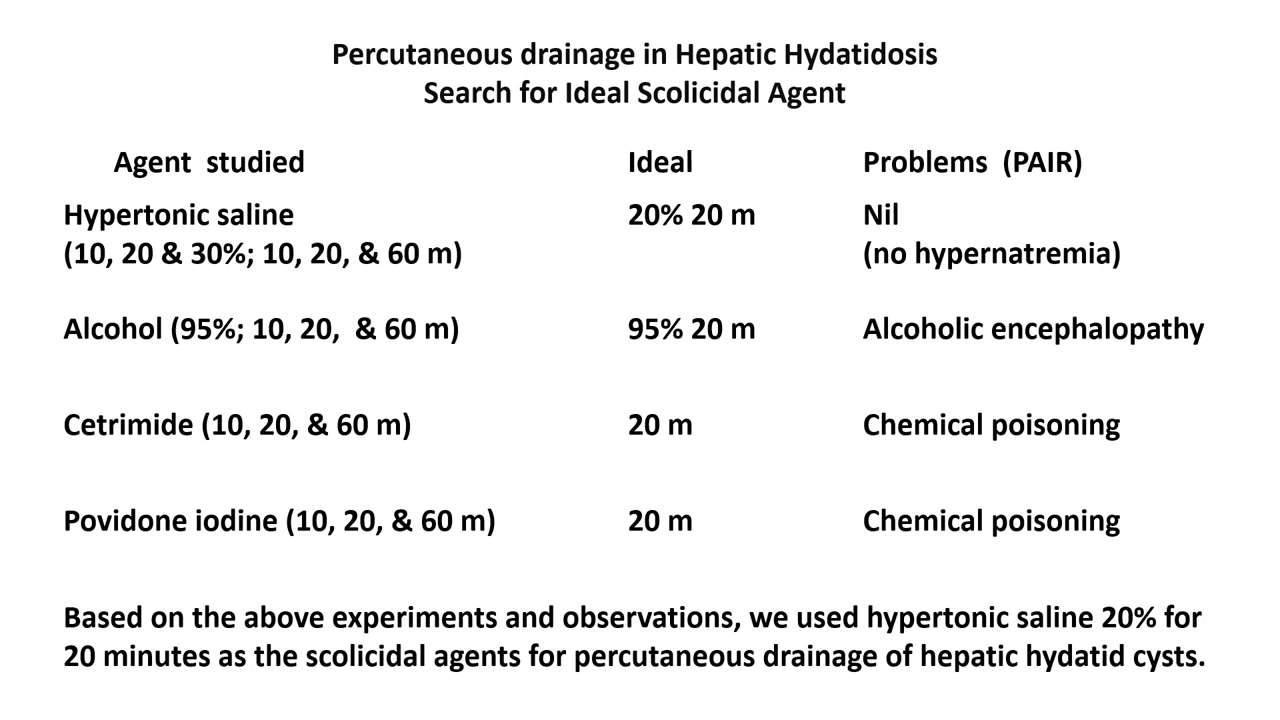 Percutaneous drainage in Hepatic Hydatidosis
Search for Ideal Scolicidal Agent
Agent studied Ideal Problems (PAIR)
Hypertonic saline 20% 20 m Nil
(10, 20 & 30%; 10, 20, & 60 m) (no hypernatremia)
Alcohol (95%; 10, 20, & 60 m) 95% 20 m Alcoholic encephalopathy
Cetrimide (10, 20, & 60 m) 20 m Chemical poisoning
Povidone iodine (10, 20, & 60 m) 20 m Chemical poisoning
Based on the above experiments and observations, we used hypertonic saline 20% for
20 minutes as the scolicidal agents for percutaneous drainage of hepatic hydatid cysts.